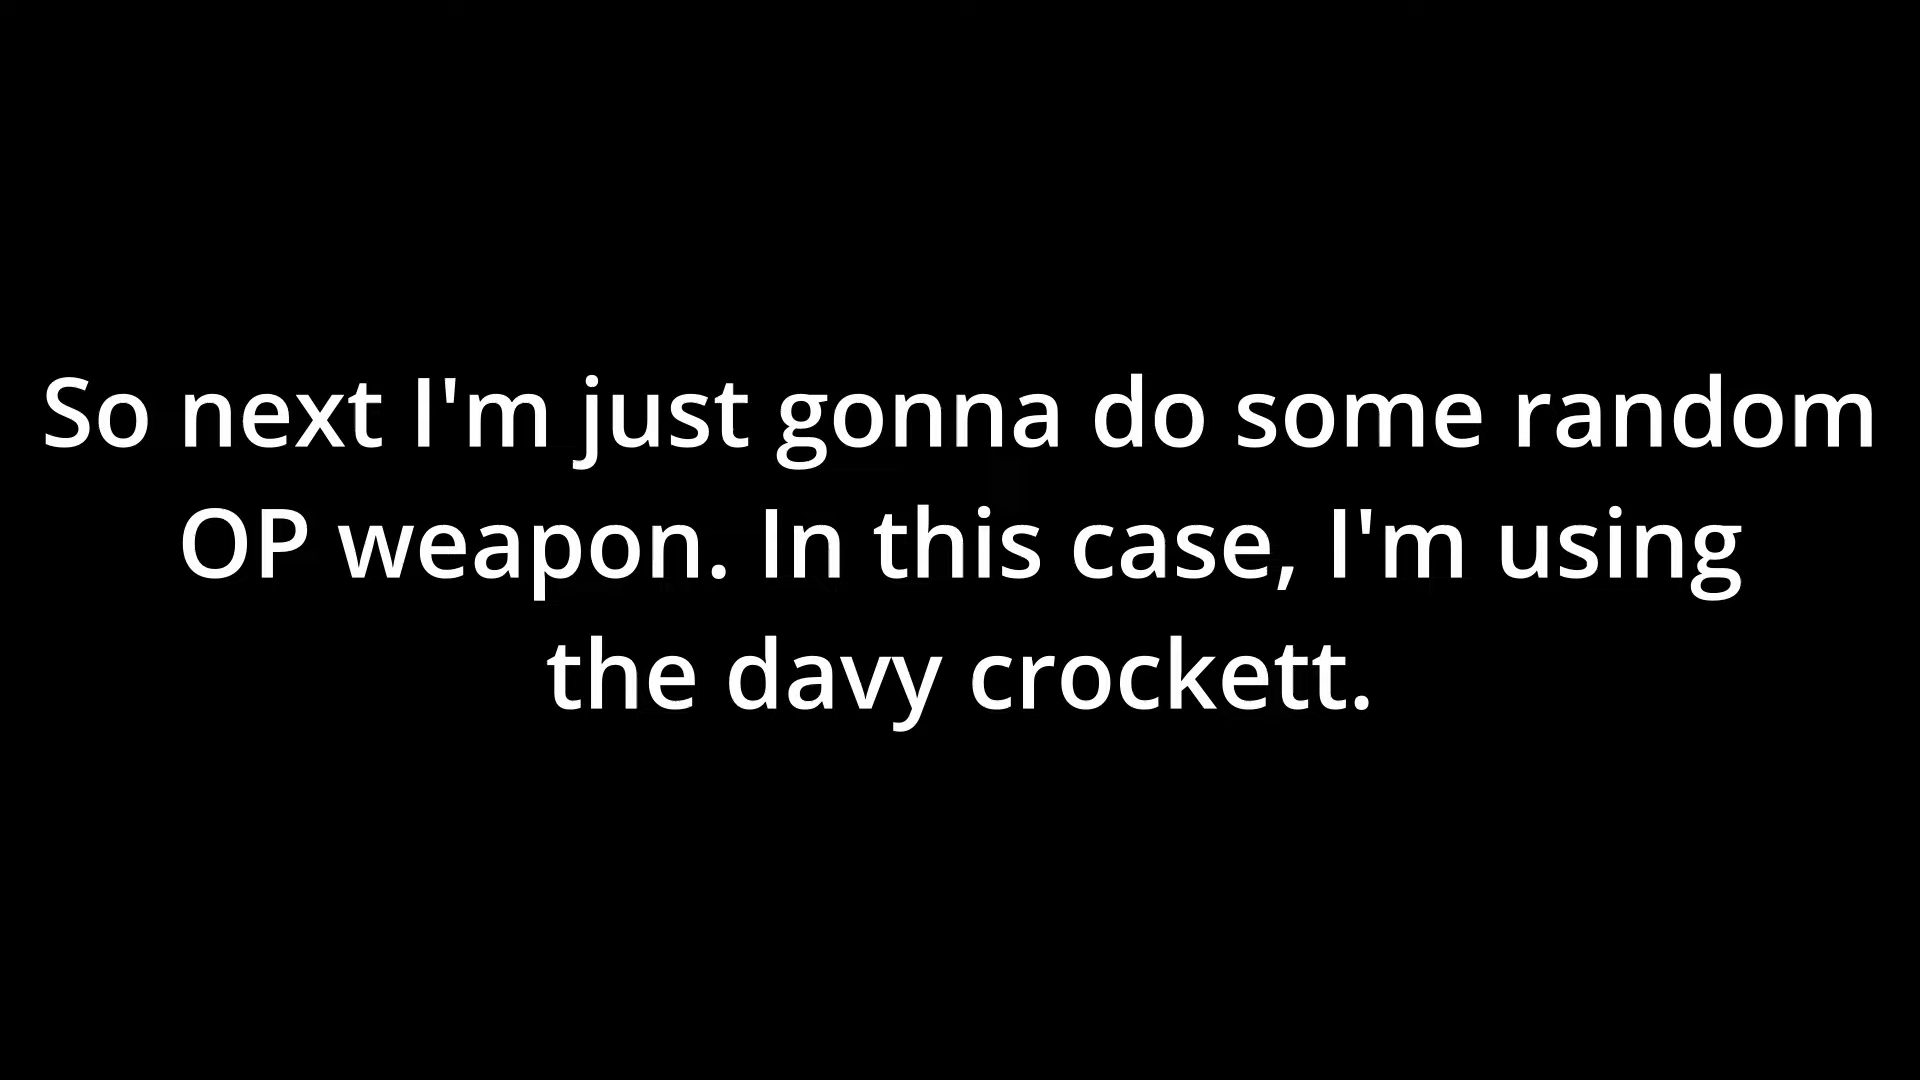 So next I'm just gonna do some random
OP weapon. In this case, I'm using
the davy crockett.